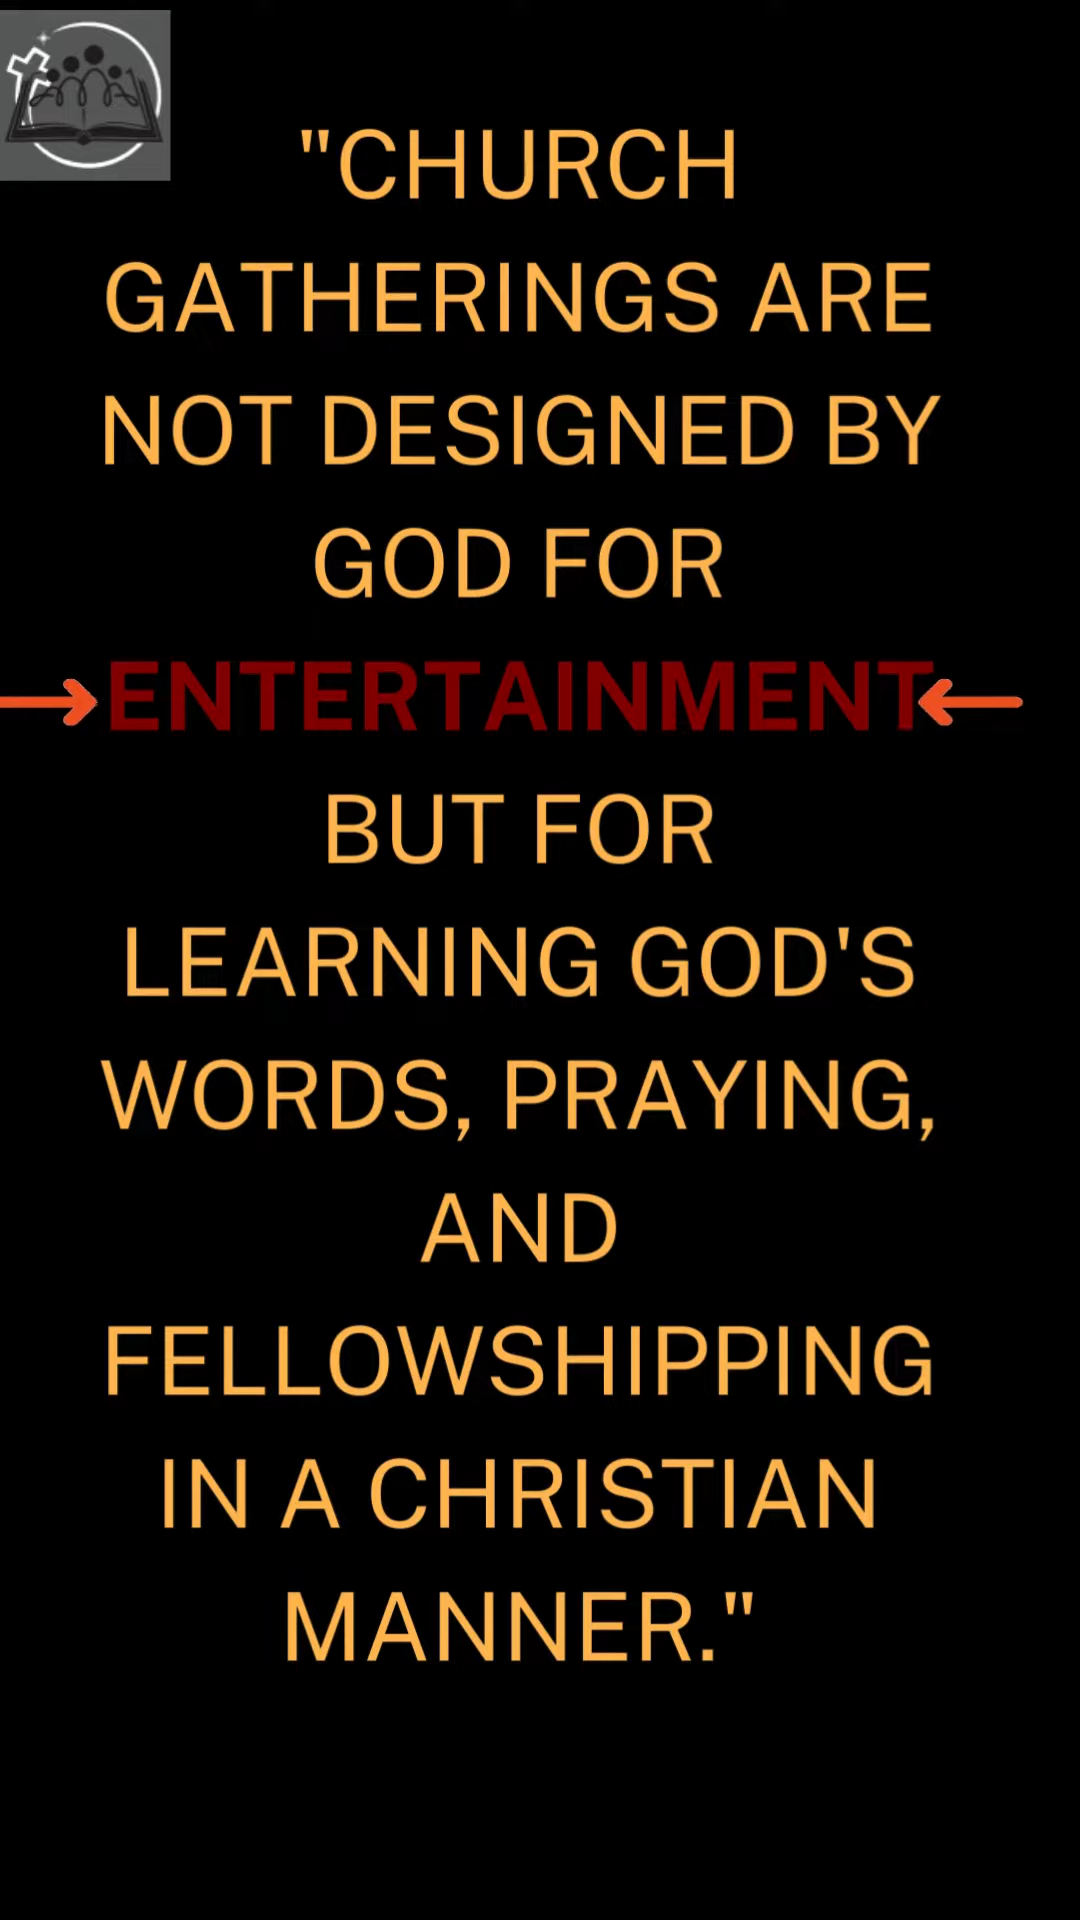 "CHURCH
GATHERINGS ARE
NOT DESIGNED BY
GOD FOR
ENTERTAINMENT
BUT FOR
LEARNING GOD'S
WORDS, PRAYING,
AND
FELLOWSHIPPING
IN A CHRISTIAN
MANNER."